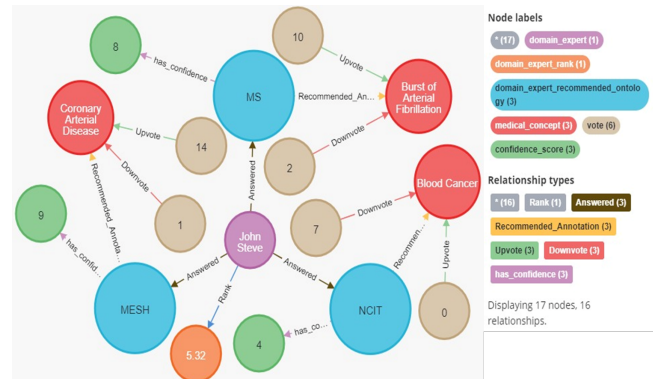 Node labels
* (17)
domain_expert (1)
domain_expert_rank (1)
domain_expert_recommended_ontolo
gy (3)
medical_concept (3)
vote (6)
confidence_score (3)
Relationship types
* (16)
Rank (1)
Answered (3)
Recommended_Annotation (3)
Upvote (3)
Downvote (3)
has_confidence (3)
Displaying 17 nodes, 16
relationships.
8
has_confidence
MS
10
Upvote
Recommended_An...
Burst of
Arterial
Fibrillation
Coronary
Arterial
Disease
Upvote
14
Downvote
2
Downvote
Blood Cancer
Answered
Recommended_Annota...
1
7
Downvote
9
has_confid...
John
Steve
Answered
Answered
Rank
Recommen...
Upvote
MESH
NCIT
0
5.32
4
has_co...